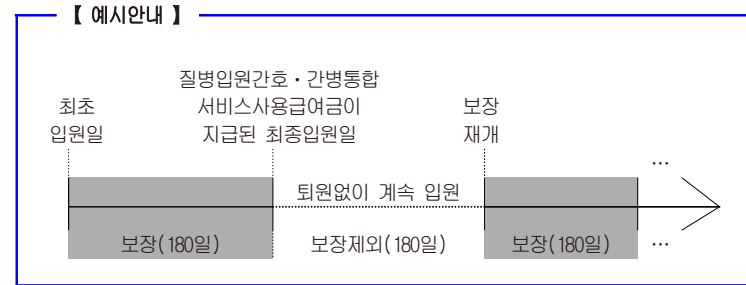 【 예시안내 】
질병입원간호·간병통합
최초 서비스사용급여금이 보장
입원일 지급된 최종입원일 재개
…
퇴원없이 계속 입원
보장(180일) 보장제외(180일) 보장(180일) …